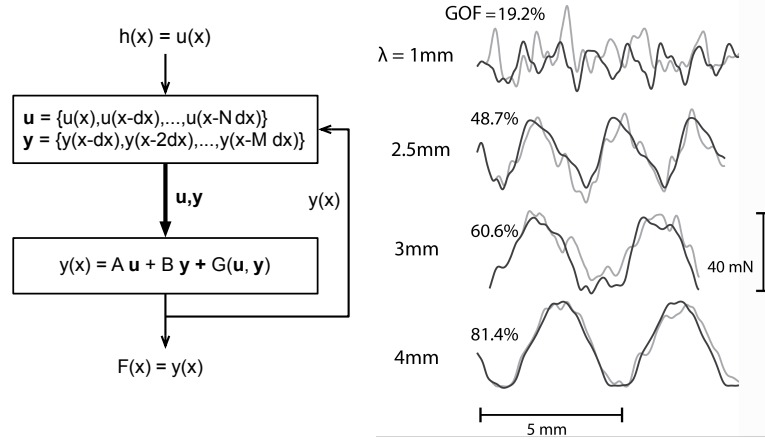 h(x) = u(x)
u = {u(x),u(x-dx),...,u(x-N dx)}
y = {y(x-dx),y(x-2dx),...,y(x-M dx)}
u,y
y(x)
y(x) = A u + B y + G(u, y)
F(x) = y(x)
GOF = 19.2%
λ = 1mm
48.7%
2.5mm
60.6%
3mm
40 mN
81.4%
4mm
5 mm